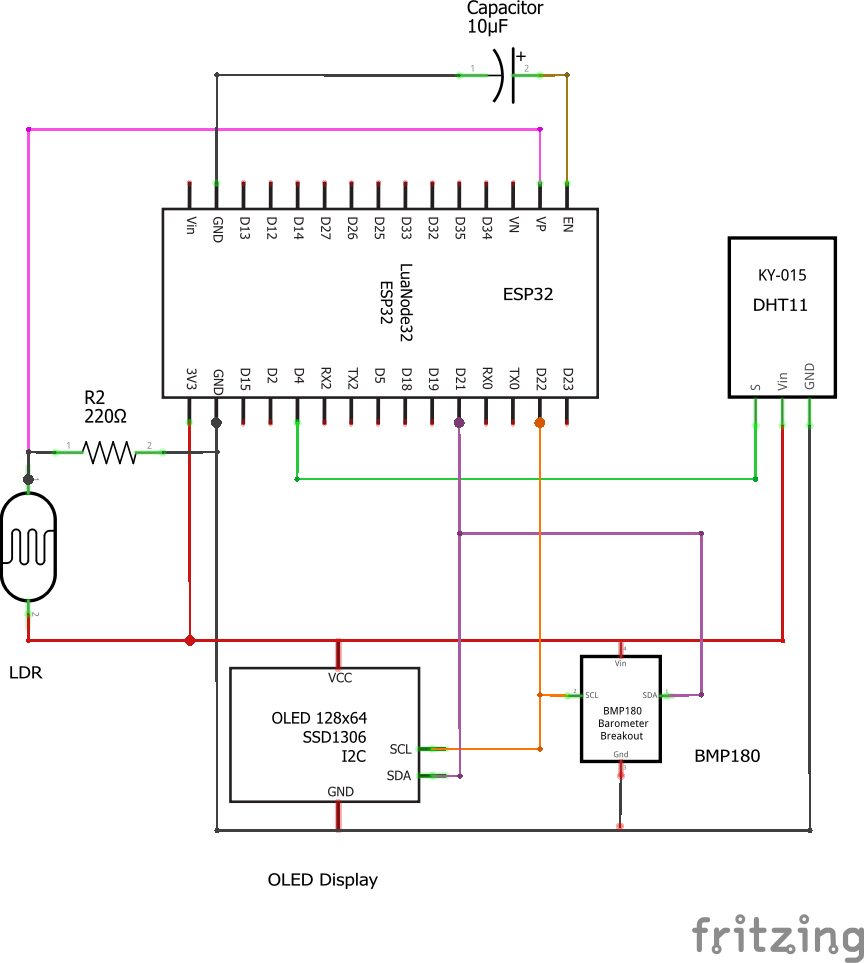 Capacitor
10µF
1
+
2
Vin
GND
D13
D12
D14
D27
D26
D25
D33
D32
D35
D34
VN
VP
EN
LuaNode32
ESP32
ESP32
3V3
GND
D15
D2
D4
RX2
TX2
D5
D18
D19
D21
RX0
TX0
D22
D23
KY-015
DHT11
S
Vin
GND
R2
220Ω
1
2
1
2
LDR
VCC
OLED 128x64
SSD1306
I2C
SCL
SDA
GND
OLED Display
Vin
SCL
SDA
BMP180
Barometer
Breakout
Gnd
BMP180
fritzing